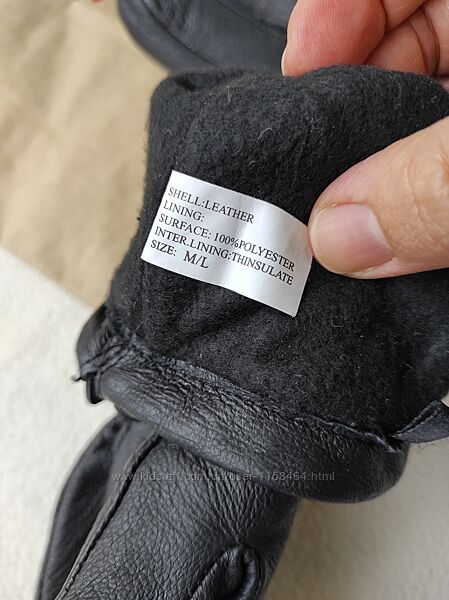 SHELL:LEATHER
LINING:
SURFACE: 100%POLYESTER
INTER.LINING:THINSULATE
SIZE: M/L